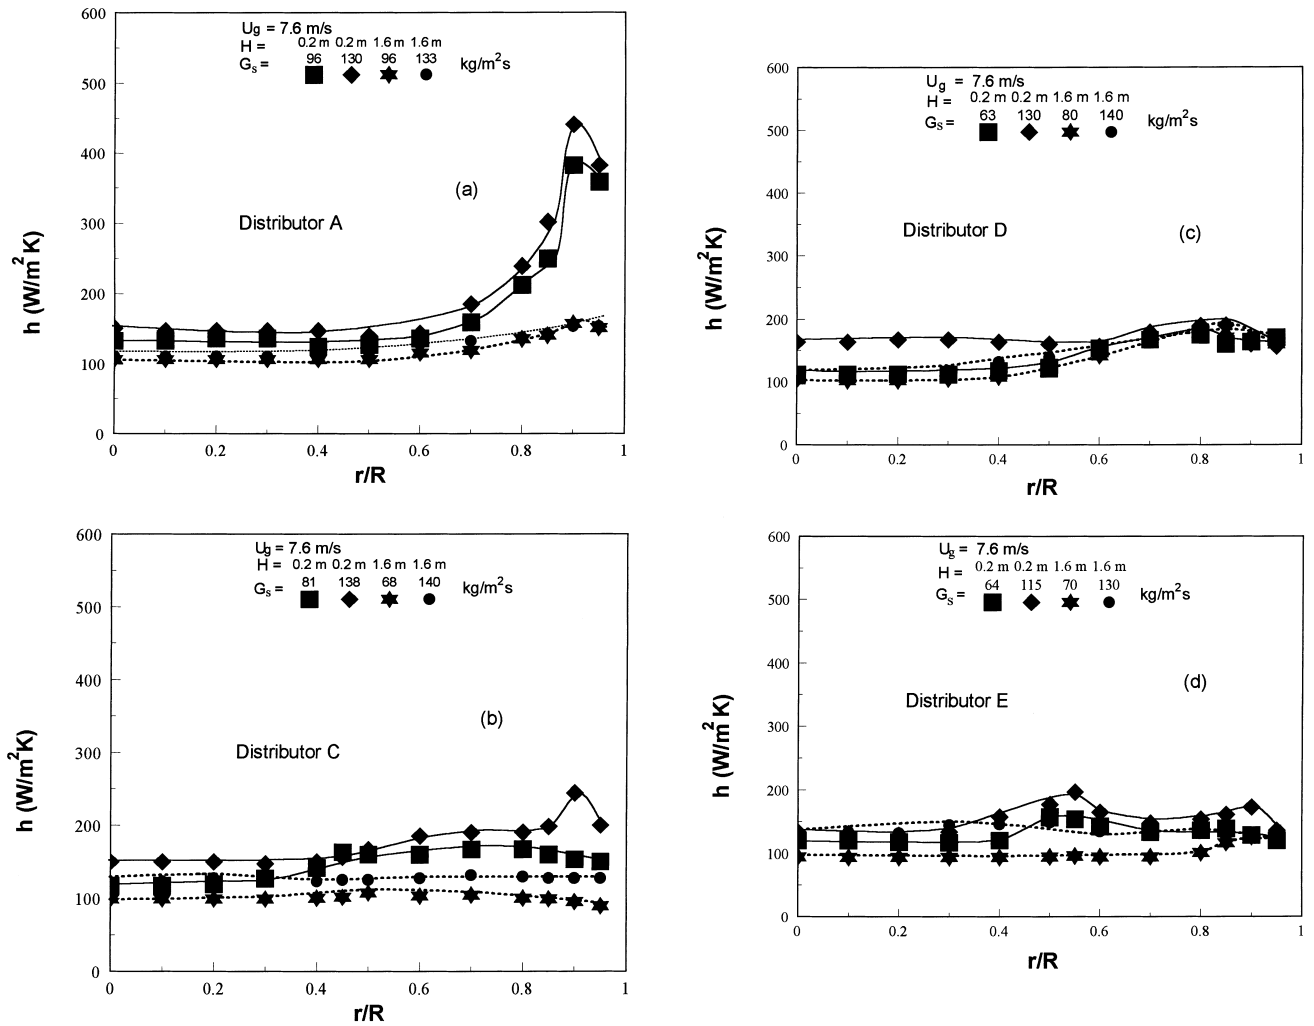 600
500
400
300
200
100
0
h (W/m²K)
U_g = 7.6 m/s
H = 0.2 m 0.2 m 1.6 m 1.6 m
G_s = 96 130 96 133 kg/m²s
(a)
Distributor A
0 0.2 0.4 0.6 0.8 1
r/R
600
500
400
300
200
100
0
h (W/m²K)
U_g = 7.6 m/s
H = 0.2 m 0.2 m 1.6 m 1.6 m
G_s = 63 130 80 140 kg/m²s
Distributor D
(c)
0 0.2 0.4 0.6 0.8 1
r/R
600
500
400
300
200
100
0
h (W/m²K)
U_g = 7.6 m/s
H = 0.2 m 0.2 m 1.6 m 1.6 m
G_s = 81 138 68 140 kg/m²s
(b)
Distributor C
0 0.2 0.4 0.6 0.8 1
r/R
600
500
400
300
200
100
0
h (W/m²K)
U_g = 7.6 m/s
H = 0.2 m 0.2 m 1.6 m 1.6 m
G_s = 64 115 70 130 kg/m²s
(d)
Distributor E
0 0.2 0.4 0.6 0.8 1
r/R